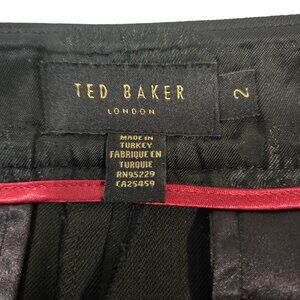 TED BAKER
LONDON
2
MADE IN
TURKEY
FABRIQUE EN
TURQUIE
RN95229
CA25459